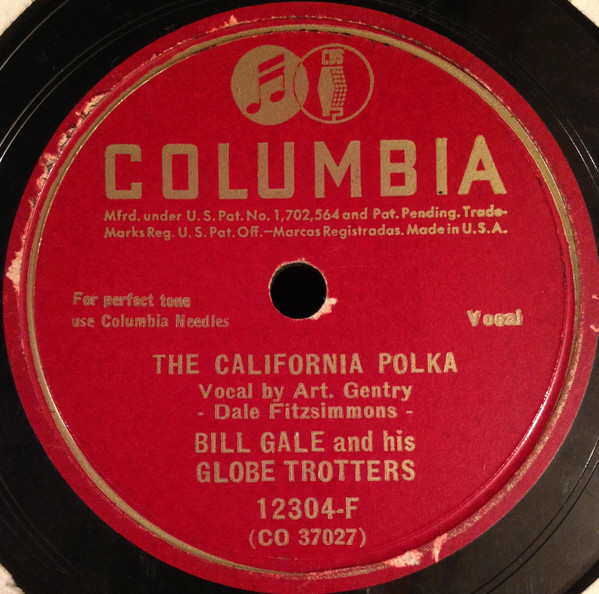 CBS
COLUMBIA
Mfrd. under U.S. Pat. No. 1,702,564 and Pat. Pending. Trade-
Marks Reg. U.S. Pat. Off.—Marcas Registradas. Made in U.S.A.
For perfect tone
use Columbia Needles
Vocal
THE CALIFORNIA POLKA
Vocal by Art. Gentry
- Dale Fitzsimmons -
BILL GALE and his
GLOBE TROTTERS
12304-F
(CO 37027)